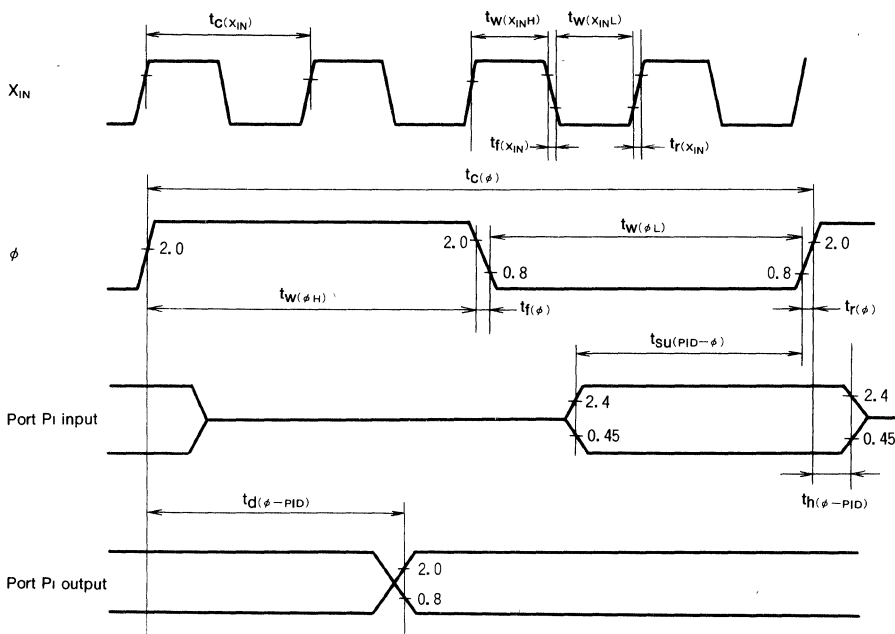 tc(XIN) tw(XINH) tw(XINL)
XIN
tf(XIN) tr(XIN)
tc(φ)
φ 2.0 2.0 tw(φL) 2.0
0.8 0.8
tw(φH) tf(φ) tr(φ)
tsu(PID-φ)
Port Pi input 2.4 2.4
0.45 0.45
td(φ-PID) th(φ-PID)
Port Pi output 2.0
0.8